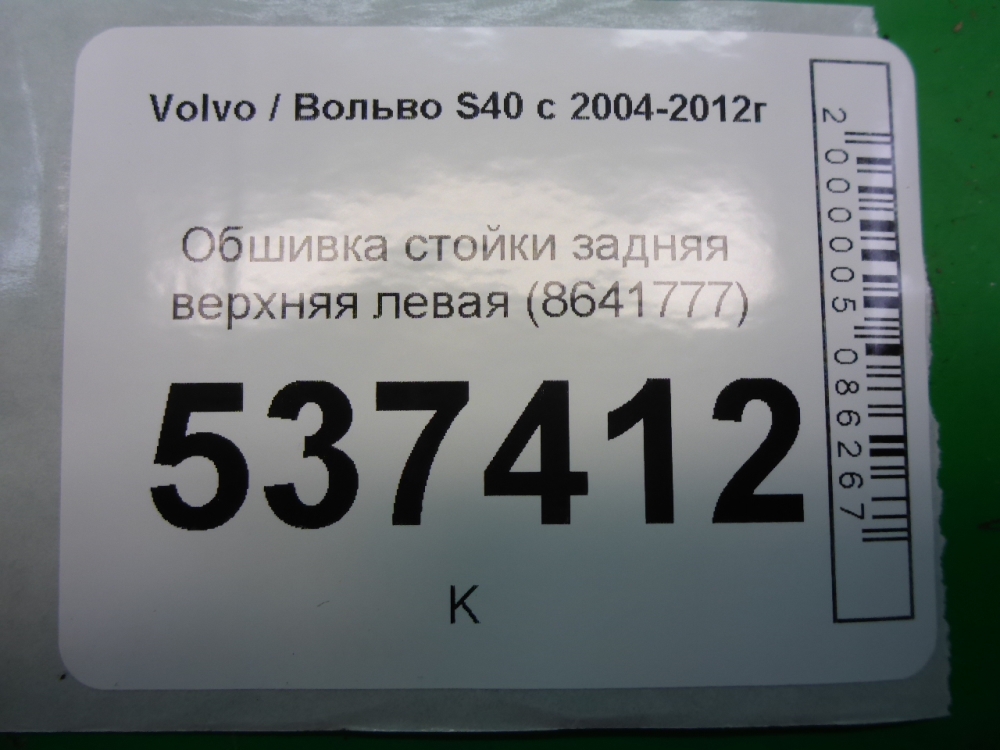 Volvo / Вольво S40 с 2004-2012г
Обшивка стойки задняя
верхняя левая (8641777)
537412
К
2000005086267